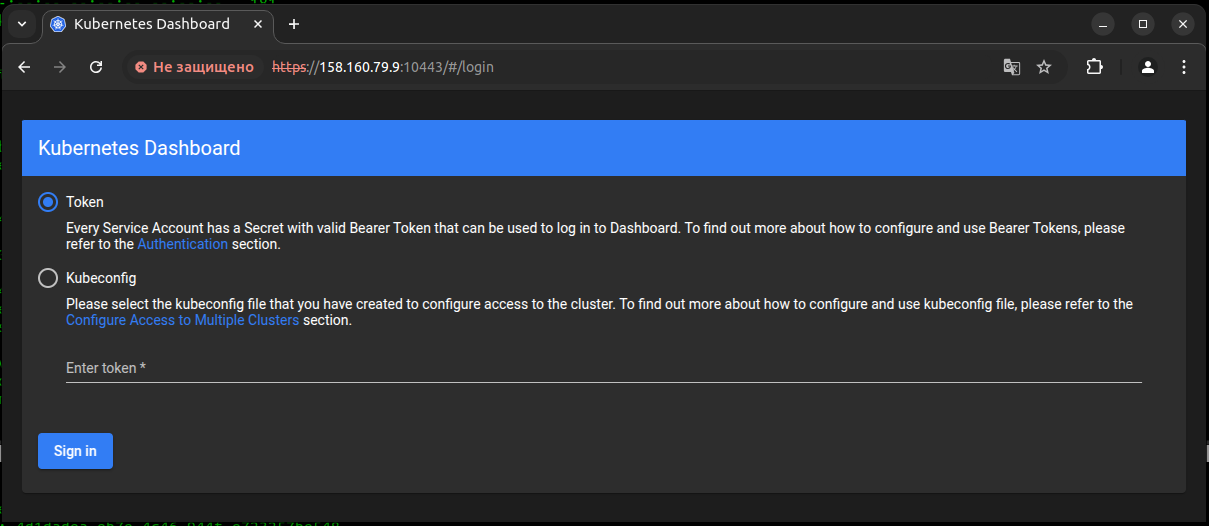 Kubernetes Dashboard
Не защищено https://158.160.79.9:10443/#/login
Kubernetes Dashboard
Token
Every Service Account has a Secret with valid Bearer Token that can be used to log in to Dashboard. To find out more about how to configure and use Bearer Tokens, please
refer to the Authentication section.
Kubeconfig
Please select the kubeconfig file that you have created to configure access to the cluster. To find out more about how to configure and use kubeconfig file, please refer to the
Configure Access to Multiple Clusters section.
Enter token *
Sign in